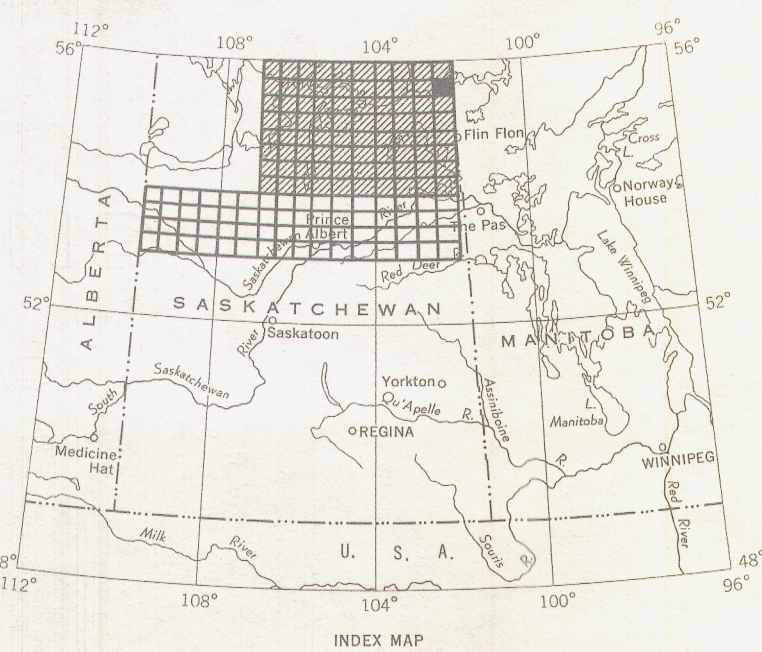 112°
56°
108°
104°
100°
96°
56°
Flin Flon
Cross
L.
Norway
House
ALBERTA
Prince
Albert
River
Saskatchewan
The Pas
Red Deer
Lake Winnipeg
52°
SASKATCHEWAN
52°
MANITOBA
River
Saskatoon
Saskatchewan
South
Yorkton
Qu'Apelle
R.
Assiniboine
L.
Manitoba
REGINA
Medicine
Hat
R.
WINNIPEG
Red
River
Milk
River
U. S. A.
Souris
R.
8°
112°
108°
104°
100°
48°
96°
INDEX MAP